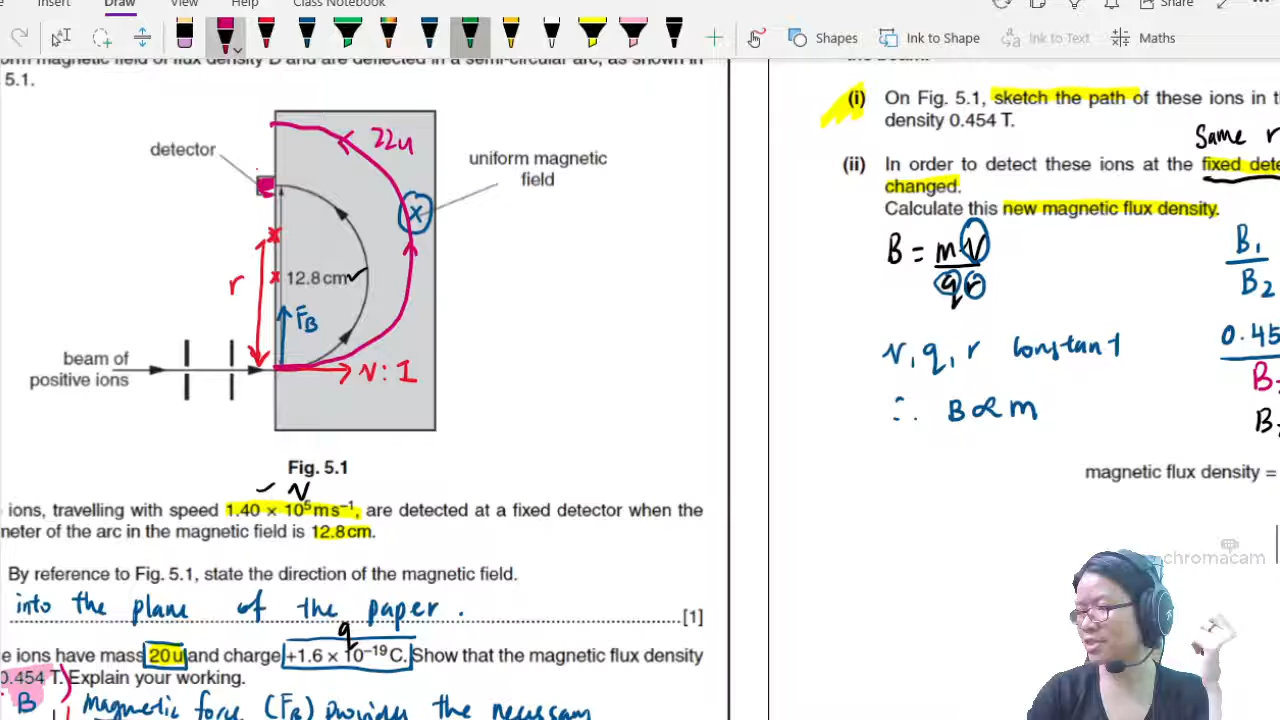 Insert Draw View Help Class Notebook Share
Shapes Ink to Shape Ink to Text Maths
orm magnetic field of flux density B and are deflected in a semi-circular arc, as shown in
5.1.
detector
22u
uniform magnetic
field
x
r
12.8 cm
FB
beam of
positive ions
v : I
Fig. 5.1
v
ions, travelling with speed 1.40 × 10⁵ m s⁻¹, are detected at a fixed detector when the
neter of the arc in the magnetic field is 12.8 cm.
By reference to Fig. 5.1, state the direction of the magnetic field.
into the plane of the paper. [1]
q
e ions have mass 20 u and charge +1.6 × 10⁻¹⁹ C. Show that the magnetic flux density
0.454 T. Explain your working.
B Magnetic force (FB) provides the necessary
the beam.
(i) On Fig. 5.1, sketch the path of these ions in t
density 0.454 T.
Same r
(ii) In order to detect these ions at the fixed dete
changed.
Calculate this new magnetic flux density.
B = mv
qr
B₁
B₂
v, q, r constant
0.45
B
∴ B ∝ m
B
magnetic flux density =
chromacam